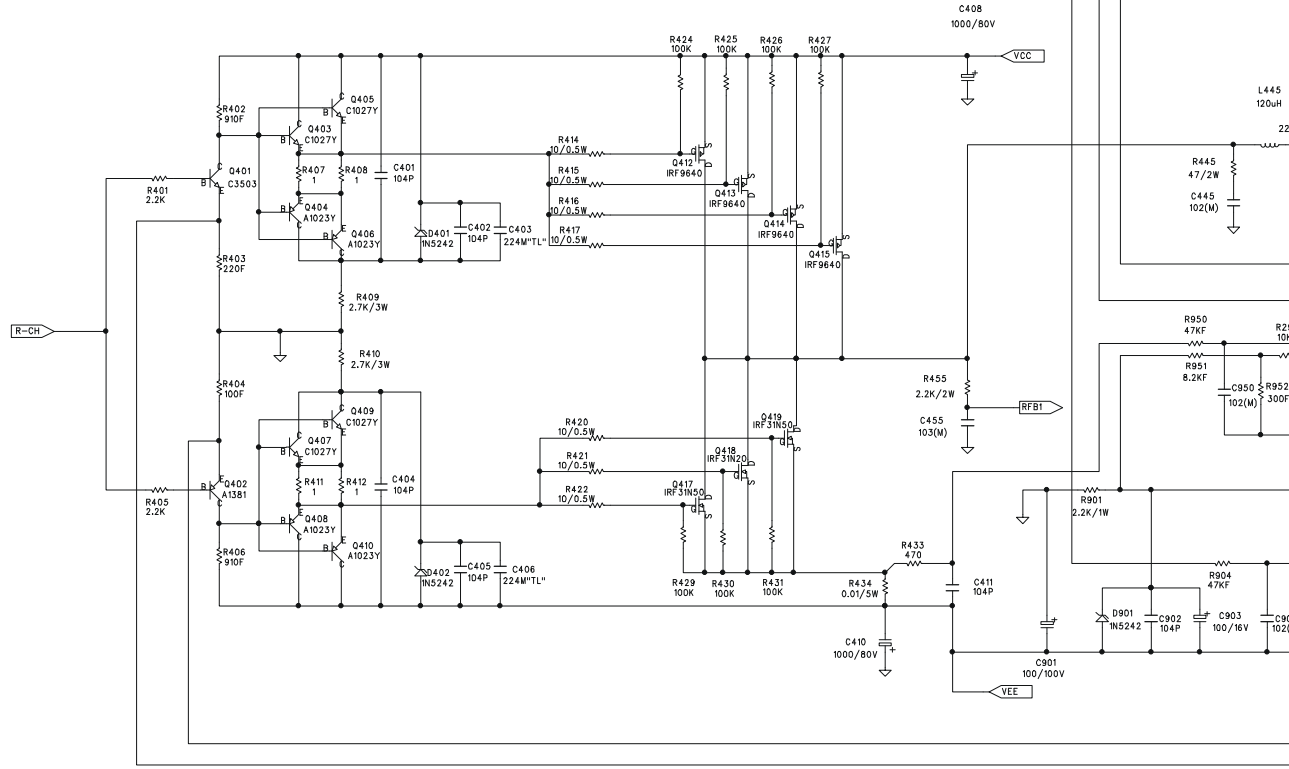 C408
1000/80V
VCC
R424
100K
R425
100K
R426
100K
R427
100K
L445
120uH
22
R402
910F
Q405
C1027Y
Q403
C1027Y
C
B
E
C
B
E
R414
10/0.5W
R415
10/0.5W
R416
10/0.5W
R417
10/0.5W
G
S
D
Q412
IRF9640
G
S
D
Q413
IRF9640
G
S
D
Q414
IRF9640
G
S
D
Q415
IRF9640
R445
47/2W
C445
102(M)
R401
2.2K
Q401
C3503
C
B
E
R407
1
R408
1
C401
104P
Q404
A1023Y
B
E
C
Q406
A1023Y
B
E
C
D401
1N5242
C402
104P
C403
224M"TL"
R403
220F
R409
2.7K/3W
R-CH
R410
2.7K/3W
R404
100F
R950
47KF
R951
8.2KF
R29
10K
C950
102(M)
R952
300F
R455
2.2K/2W
RFB1
C455
103(M)
Q409
C1027Y
C
B
E
Q407
C1027Y
C
B
E
R420
10/0.5W
R421
10/0.5W
R422
10/0.5W
Q419
IRF31N50
D
G
S
Q418
IRF31N20
D
G
S
Q417
IRF31N50
D
G
S
R405
2.2K
Q402
A1381
E
B
C
R411
1
R412
1
C404
104P
Q408
A1023Y
E
B
C
Q410
A1023Y
E
B
C
R406
910F
D402
1N5242
C405
104P
C406
224M"TL"
R429
100K
R430
100K
R431
100K
R433
470
R434
0.01/5W
C411
104P
R901
2.2K/1W
R904
47KF
C410
1000/80V
D901
1N5242
C902
104P
C903
100/16V
C90
102(
C901
100/100V
VEE